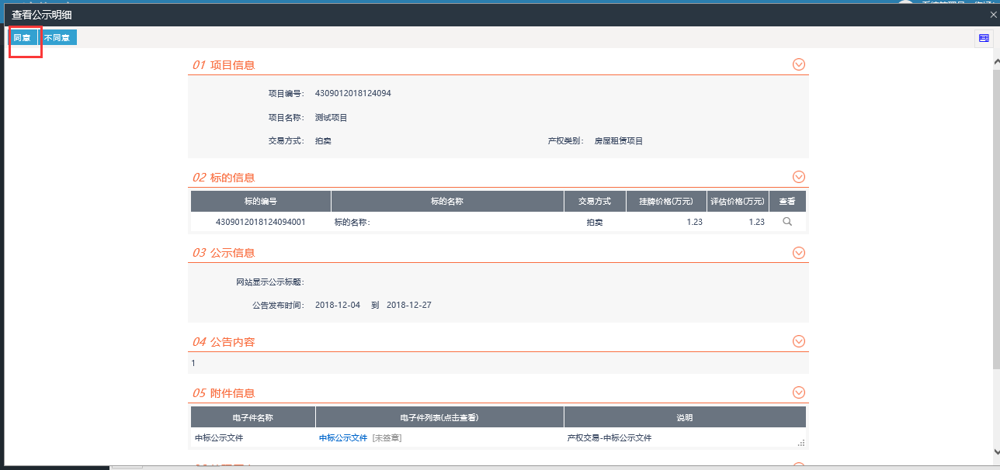 查看公示明细
同意 不同意
01 项目信息
项目编号： 4309012018124094
项目名称： 测试项目
交易方式： 拍卖 产权类别： 房屋租赁项目
02 标的信息
标的编号 标的名称 交易方式 挂牌价格(万元) 评估价格(万元) 查看
4309012018124094001 标的名称： 拍卖 1.23 1.23
03 公示信息
网站显示公示标题：
公告发布时间： 2018-12-04 到 2018-12-27
04 公告内容
1
05 附件信息
电子件名称 电子件列表(点击查看) 说明
中标公示文件 中标公示文件 [未签章] 产权交易-中标公示文件